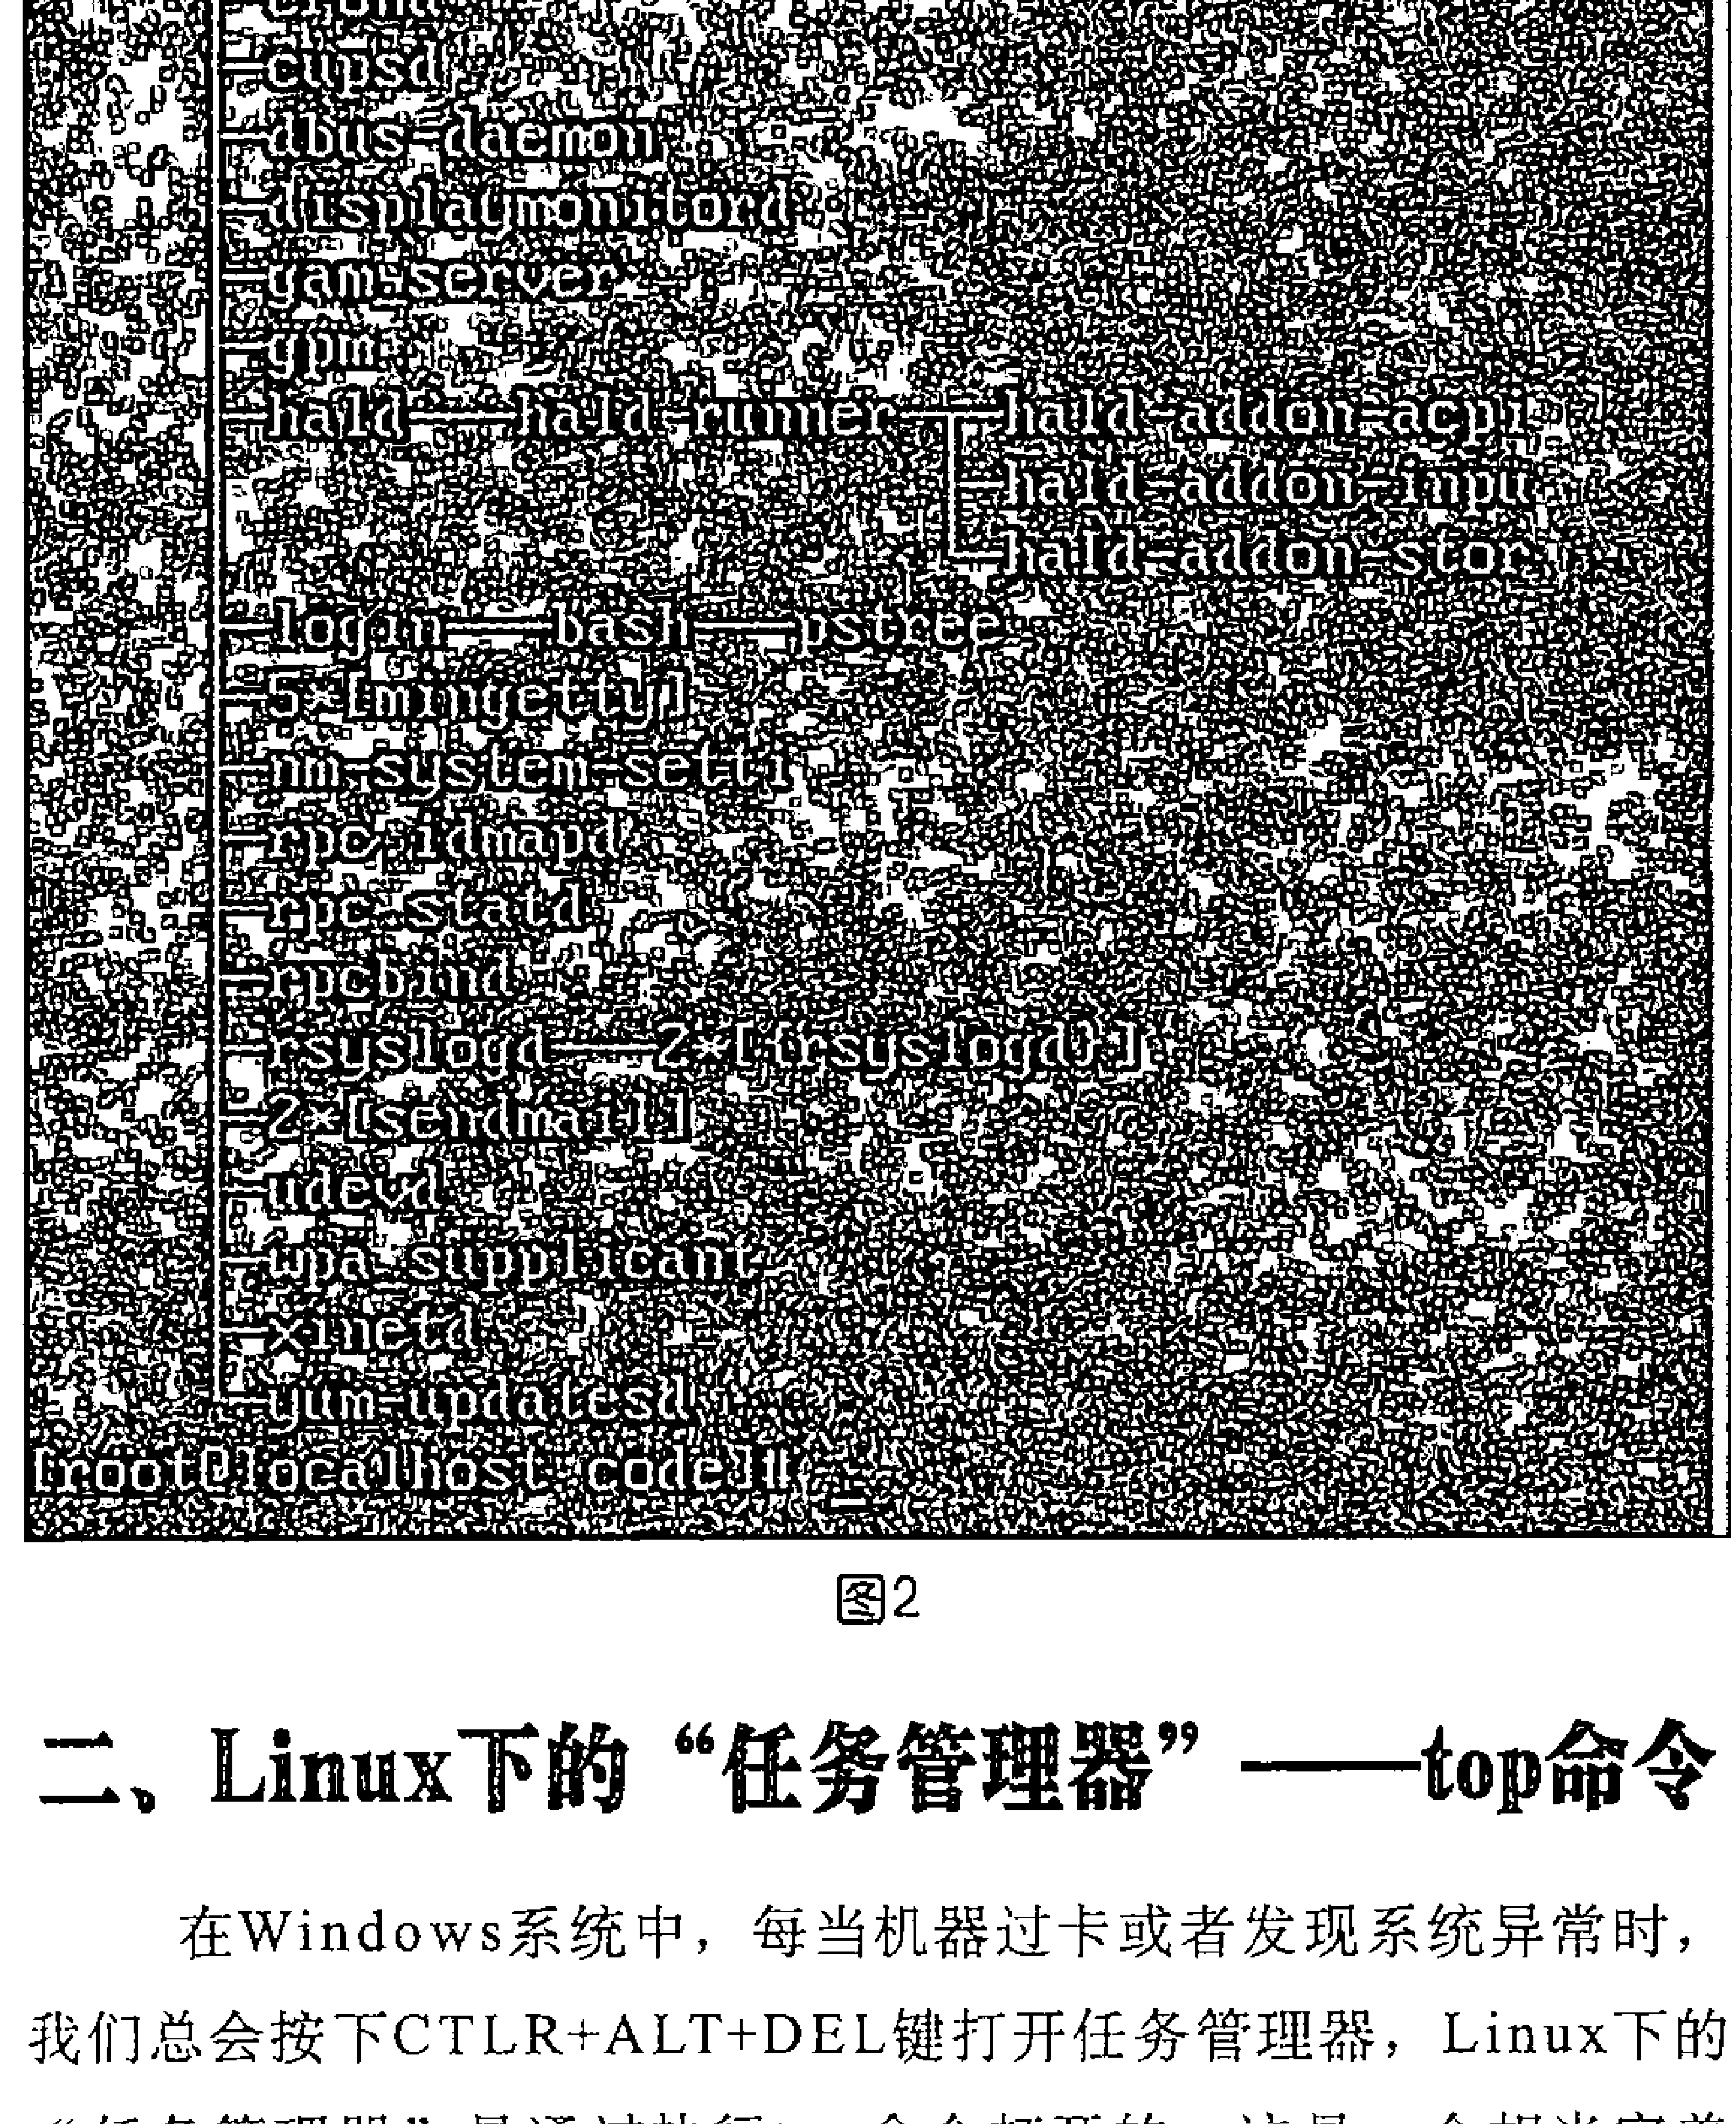 ├─cupsd
├─dbus-daemon
├─displaymonitord
├─gam_server
├─gpm
├─hald───hald-runner─┬─hald-addon-acpi
├─hald-addon-inpu
└─hald-addon-stor
├─login───bash───pstree
├─5*[mingetty]
├─nm-system-setti
├─rpc.idmapd
├─rpc.statd
├─rpcbind
├─rsyslogd───2*[{rsyslogd}]
├─2*[sendmail]
├─udevd
├─wpa_supplicant
├─xinetd
└─yum-updatesd
[root@localhost code]# _
图2
二、Linux下的“任务管理器”——top命令
在Windows系统中，每当机器过卡或者发现系统异常时，
我们总会按下CTLR+ALT+DEL键打开任务管理器，Linux下的